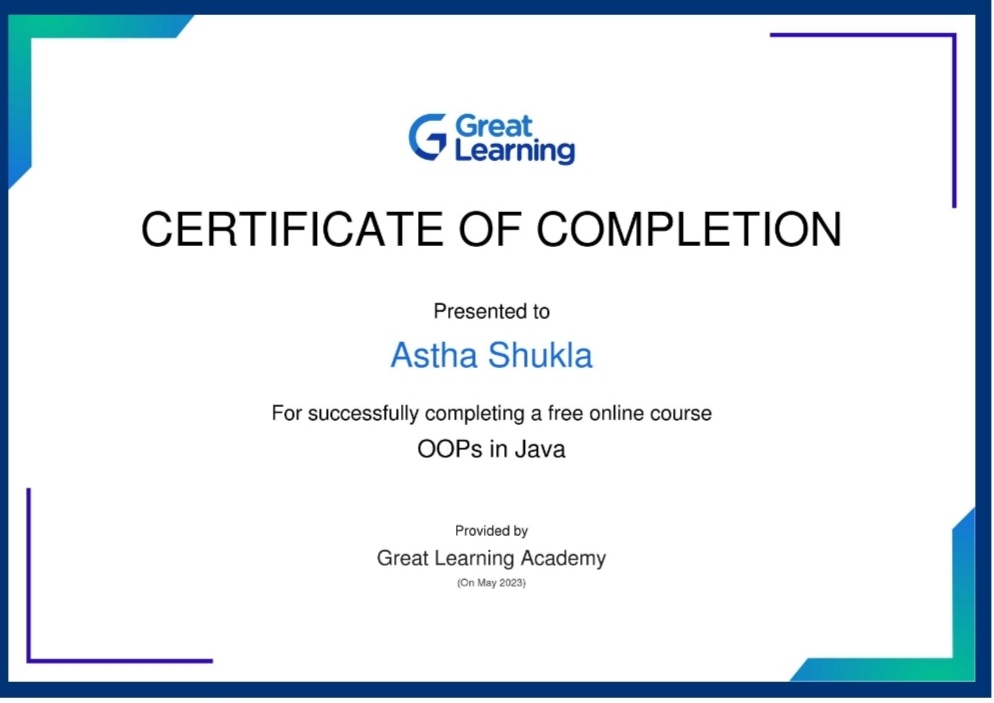 Great
Learning
CERTIFICATE OF COMPLETION
Presented to
Astha Shukla
For successfully completing a free online course
OOPs in Java
Provided by
Great Learning Academy
(On May 2023)